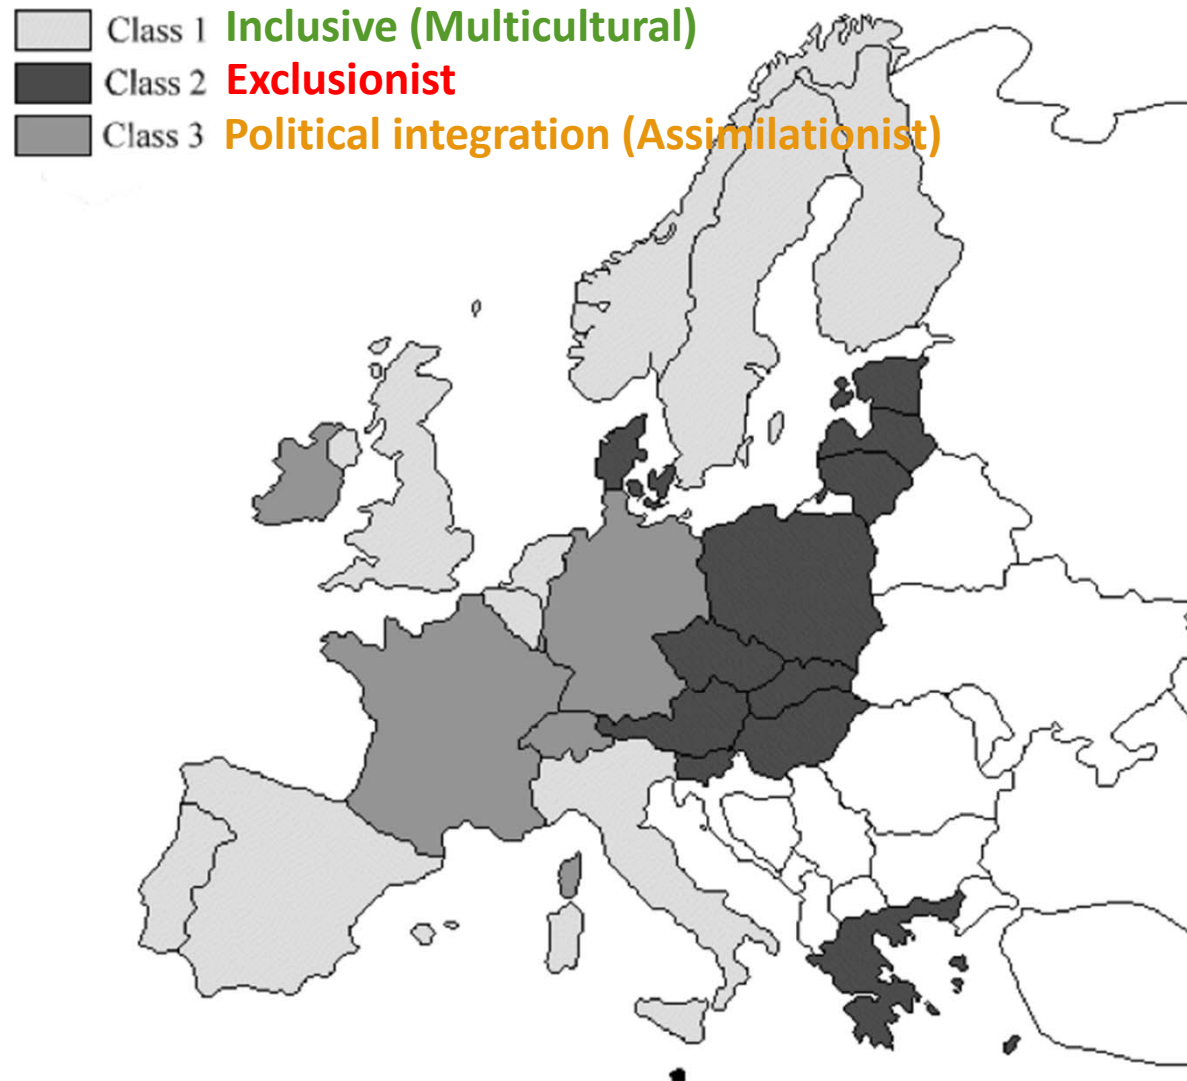 Class 1 Inclusive (Multicultural)
Class 2 Exclusionist
Class 3 Political integration (Assimilationist)